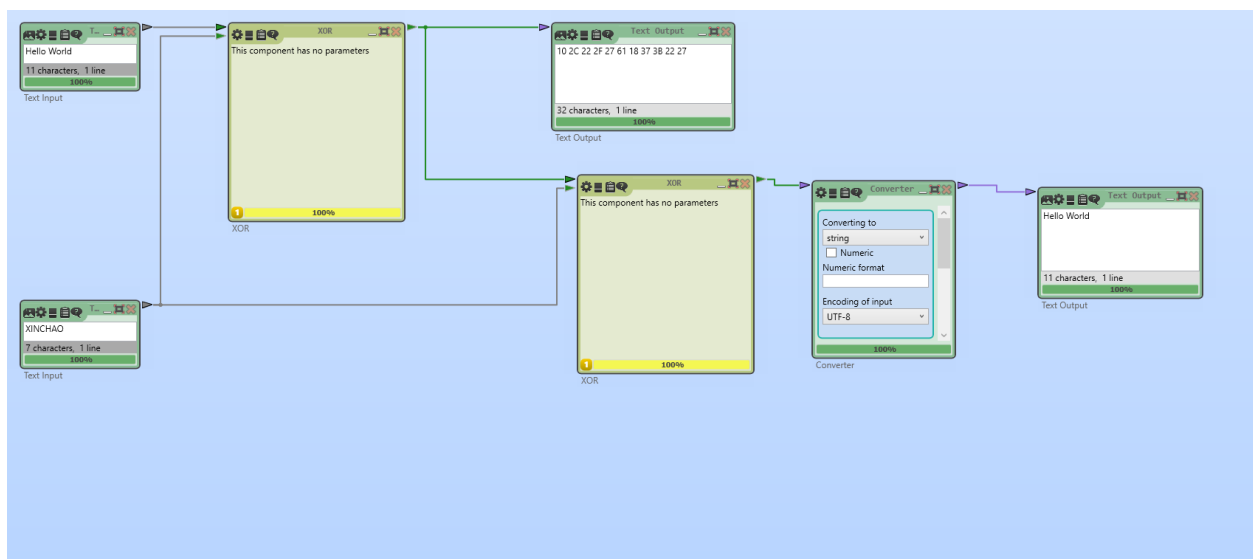 T...
Hello World
11 characters, 1 line
100%
Text Input
XOR
This component has no parameters
1
100%
XOR
Text Output
10 2C 22 2F 27 61 18 37 3B 22 27
32 characters, 1 line
100%
Text Output
XOR
This component has no parameters
1
100%
XOR
Converter
Converting to
string
Numeric
Numeric format
Encoding of input
UTF-8
100%
Converter
Text Output
Hello World
11 characters, 1 line
100%
Text Output
T...
XINCHAO
7 characters, 1 line
100%
Text Input